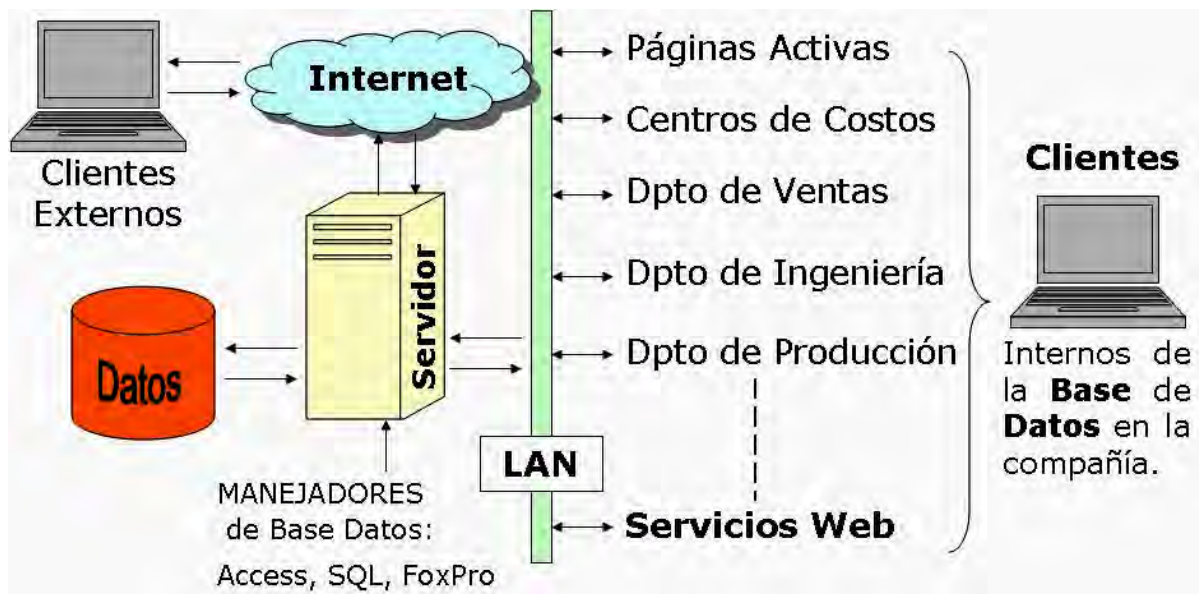 Internet
Clientes
Externos
Servidor
Datos
MANEJADORES
de Base Datos:
Access, SQL, FoxPro
LAN
Páginas Activas
Centros de Costos
Dpto de Ventas
Dpto de Ingeniería
Dpto de Producción
Servicios Web
Clientes
Internos de
la Base de
Datos en la
compañía.